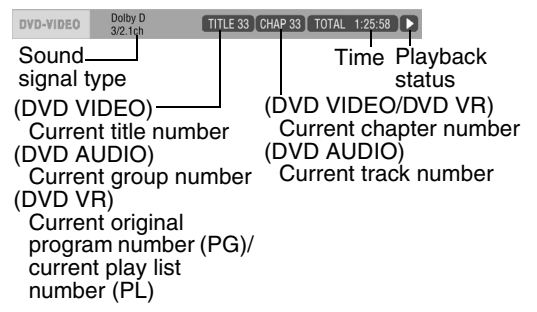 DVD-VIDEO
Dolby D
3/2.1ch
TITLE 33 CHAP 33 TOTAL 1:25:58
Sound
signal type
Time
Playback
status
(DVD VIDEO)
Current title number
(DVD AUDIO)
Current group number
(DVD VR)
Current original
program number (PG)/
current play list
number (PL)
(DVD VIDEO/DVD VR)
Current chapter number
(DVD AUDIO)
Current track number